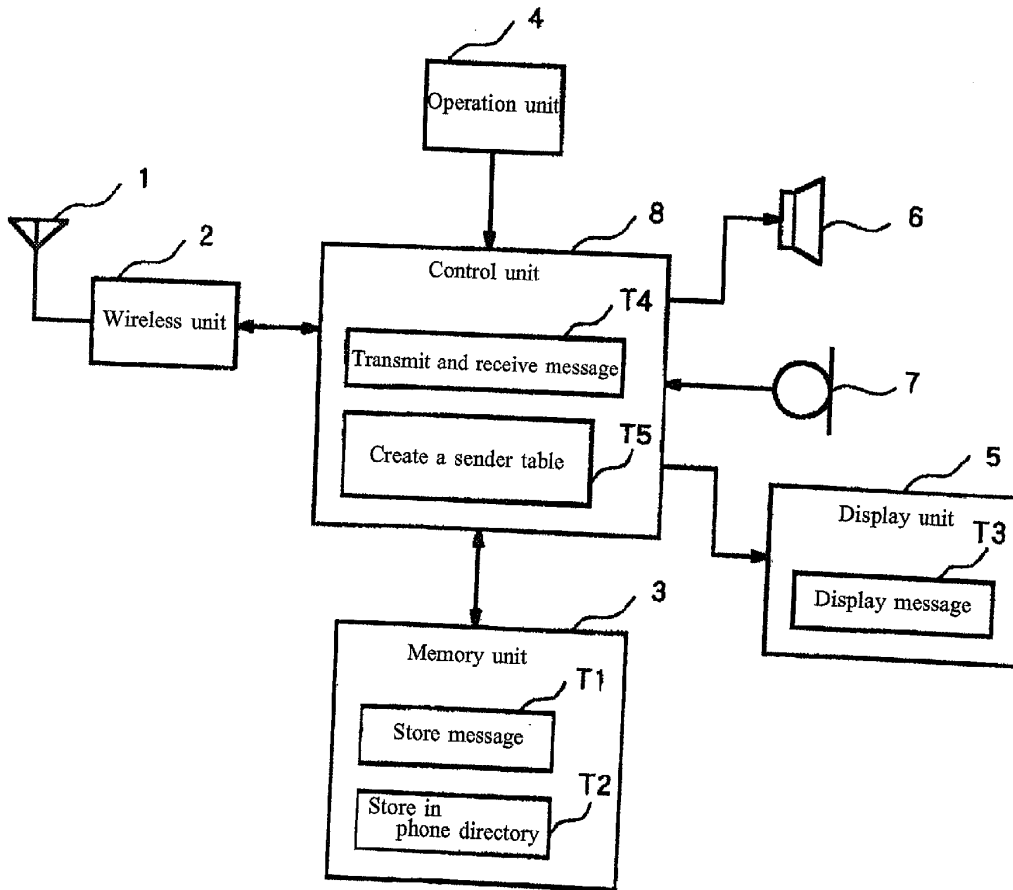 4
Operation unit
1
2
Wireless unit
8
Control unit
T4
Transmit and receive message
T5
Create a sender table
6
7
5
Display unit
T3
Display message
3
Memory unit
T1
Store message
T2
Store in
phone directory